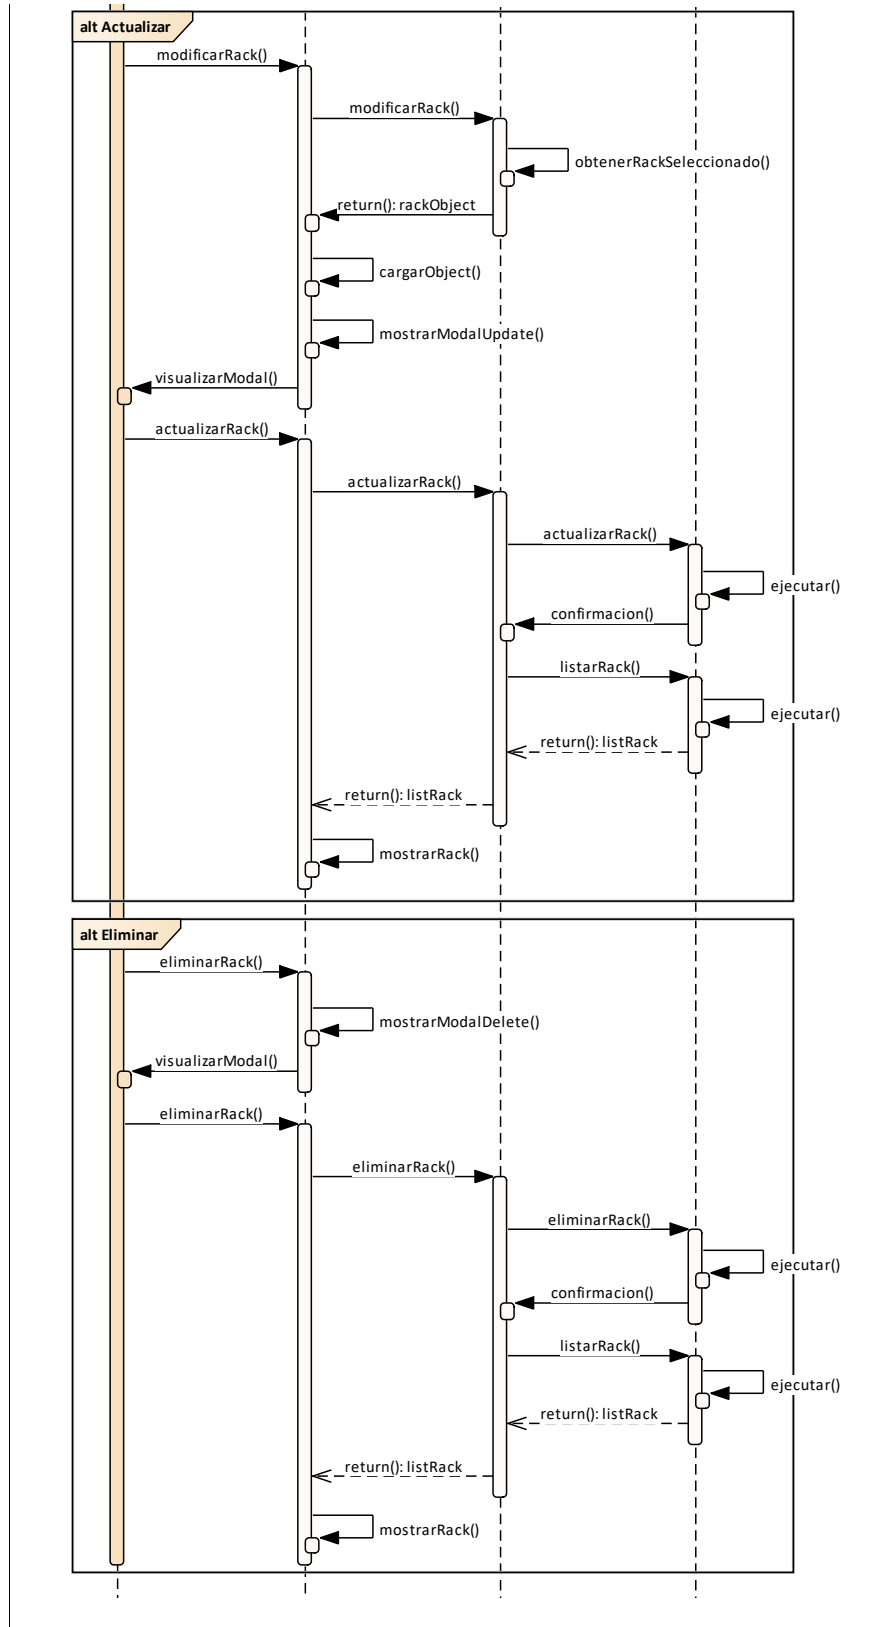 alt Actualizar
modificarRack()
modificarRack()
obtenerRackSeleccionado()
return(): rackObject
cargarObject()
mostrarModalUpdate()
visualizarModal()
actualizarRack()
actualizarRack()
actualizarRack()
ejecutar()
confirmacion()
listarRack()
ejecutar()
return(): listRack
return(): listRack
mostrarRack()
alt Eliminar
eliminarRack()
mostrarModalDelete()
visualizarModal()
eliminarRack()
eliminarRack()
eliminarRack()
ejecutar()
confirmacion()
listarRack()
ejecutar()
return(): listRack
return(): listRack
mostrarRack()